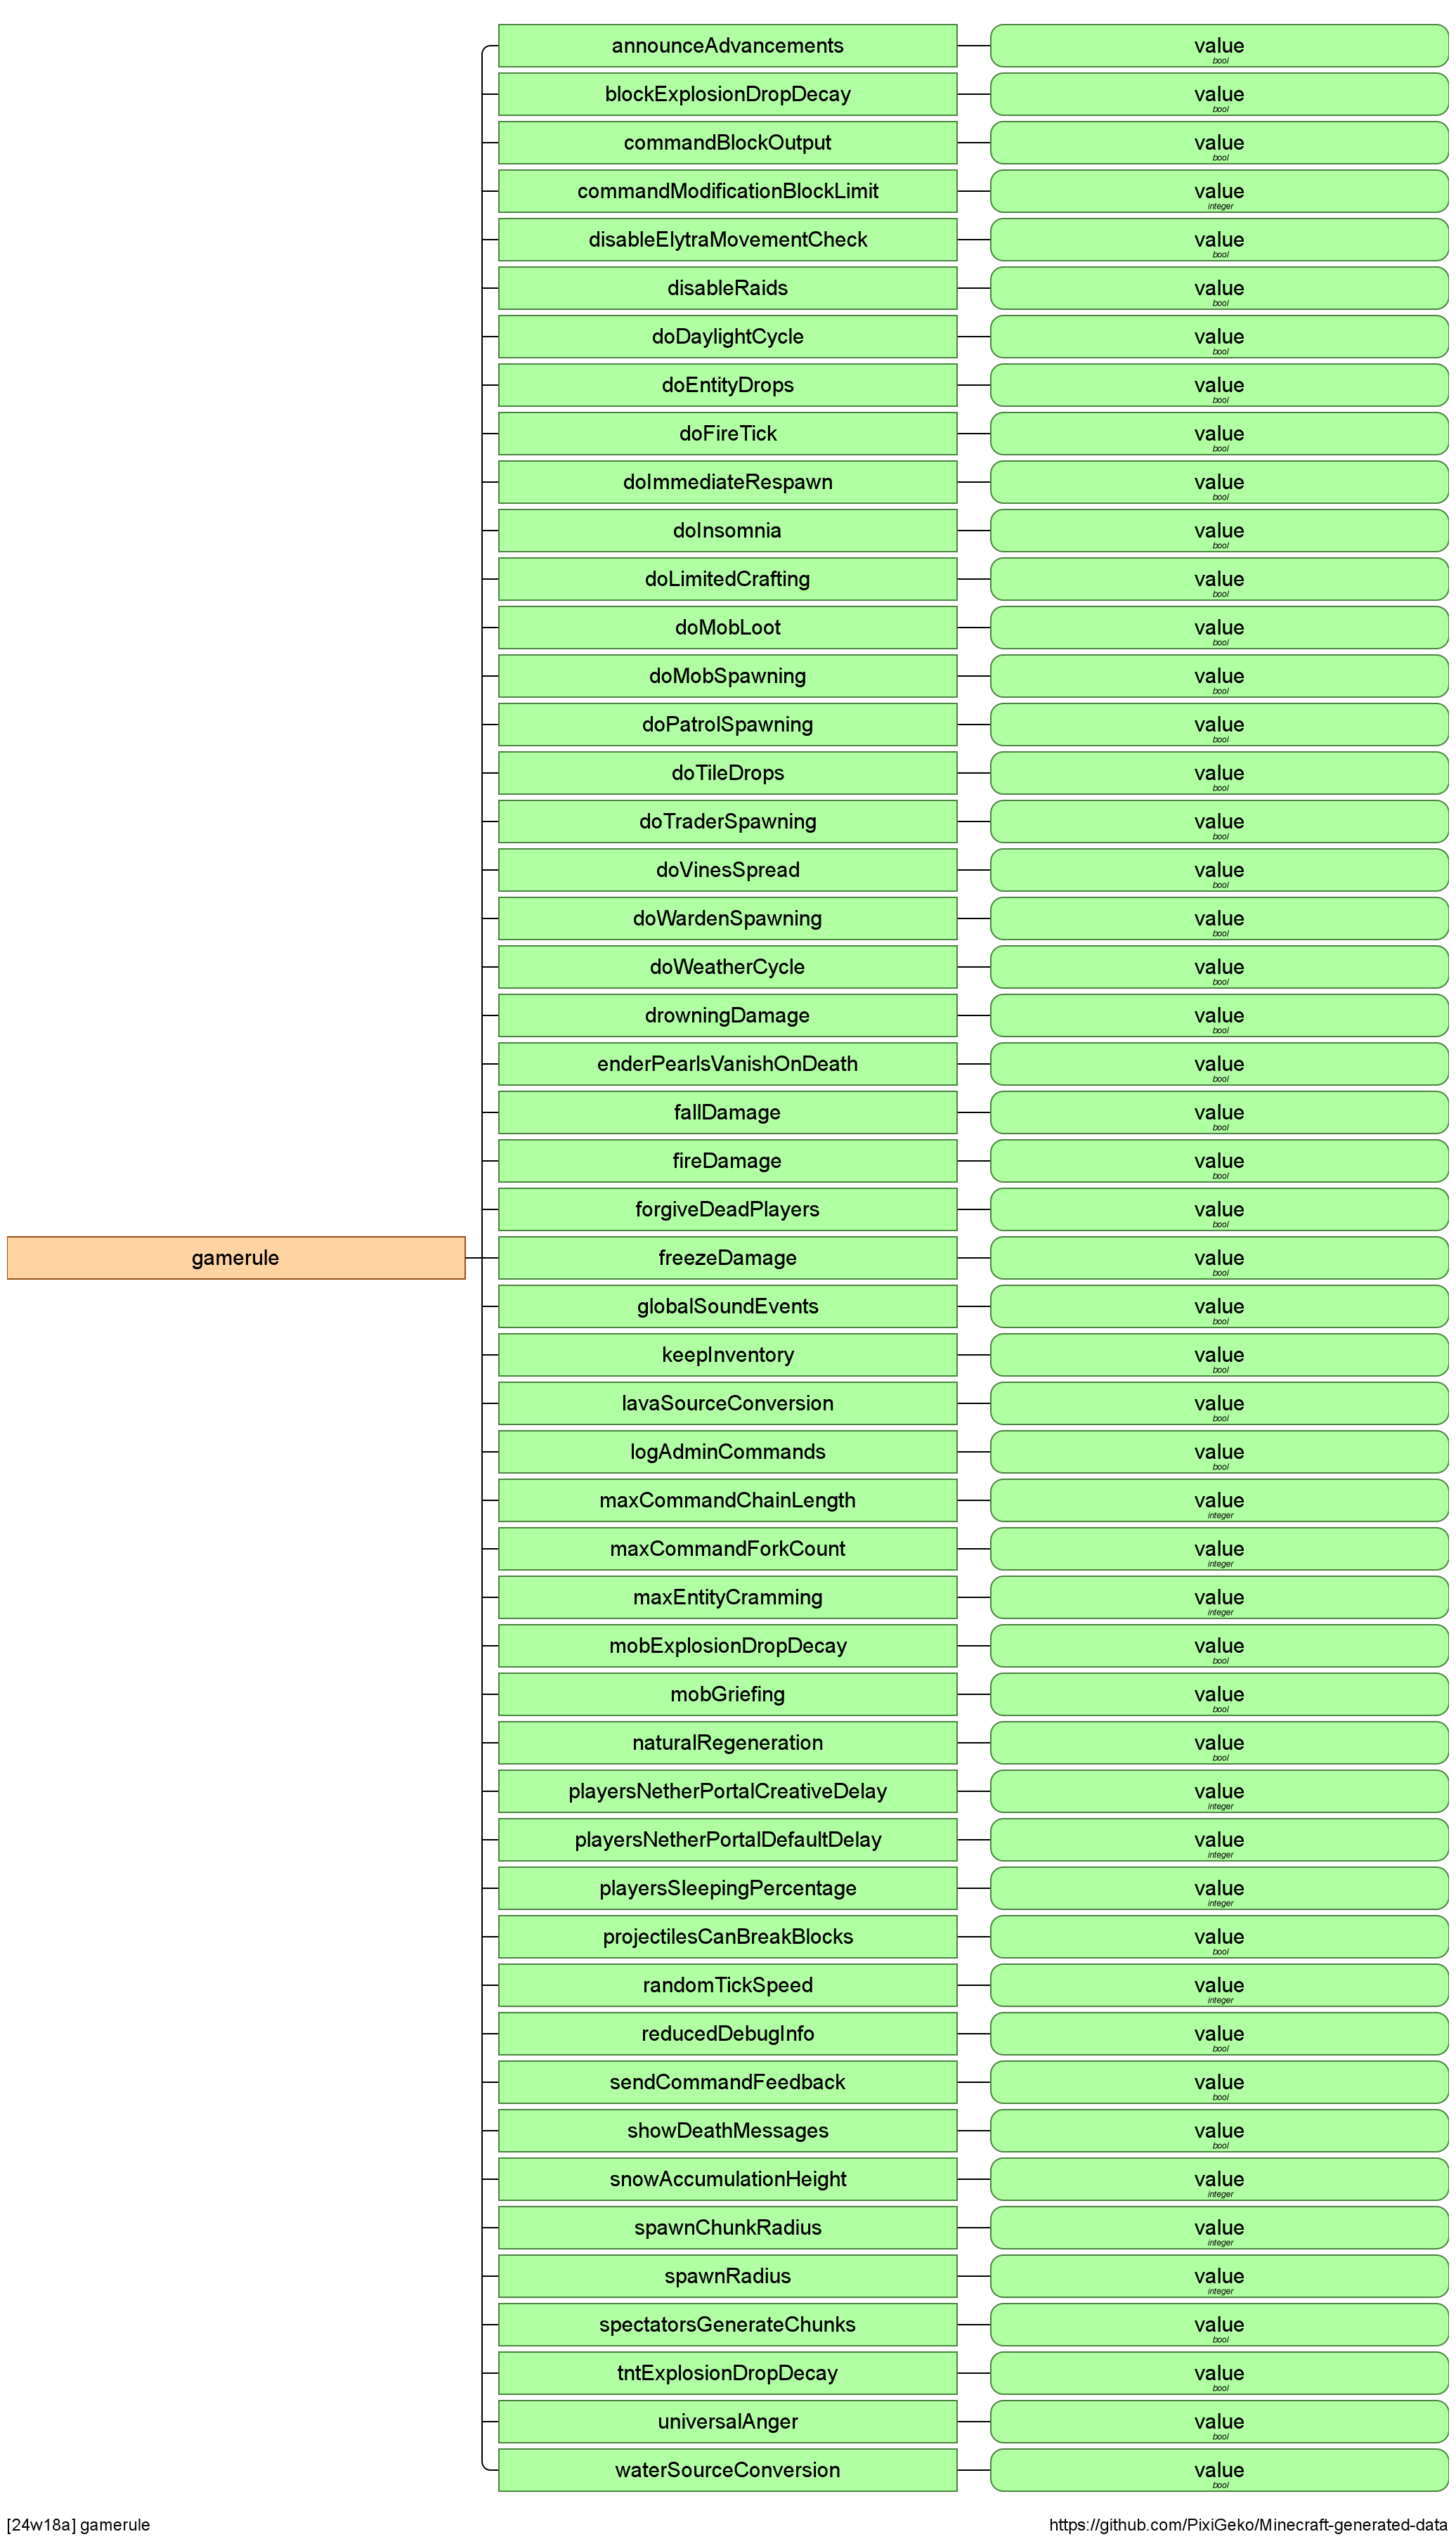 announceAdvancements value
bool
blockExplosionDropDecay value
bool
commandBlockOutput value
bool
commandModificationBlockLimit value
integer
disableElytraMovementCheck value
bool
disableRaids value
bool
doDaylightCycle value
bool
doEntityDrops value
bool
doFireTick value
bool
doImmediateRespawn value
bool
doInsomnia value
bool
doLimitedCrafting value
bool
doMobLoot value
bool
doMobSpawning value
bool
doPatrolSpawning value
bool
doTileDrops value
bool
doTraderSpawning value
bool
doVinesSpread value
bool
doWardenSpawning value
bool
doWeatherCycle value
bool
drowningDamage value
bool
enderPearlsVanishOnDeath value
bool
fallDamage value
bool
fireDamage value
bool
forgiveDeadPlayers value
bool
gamerule freezeDamage value
bool
globalSoundEvents value
bool
keepInventory value
bool
lavaSourceConversion value
bool
logAdminCommands value
bool
maxCommandChainLength value
integer
maxCommandForkCount value
integer
maxEntityCramming value
integer
mobExplosionDropDecay value
bool
mobGriefing value
bool
naturalRegeneration value
bool
playersNetherPortalCreativeDelay value
integer
playersNetherPortalDefaultDelay value
integer
playersSleepingPercentage value
integer
projectilesCanBreakBlocks value
bool
randomTickSpeed value
integer
reducedDebugInfo value
bool
sendCommandFeedback value
bool
showDeathMessages value
bool
snowAccumulationHeight value
integer
spawnChunkRadius value
integer
spawnRadius value
integer
spectatorsGenerateChunks value
bool
tntExplosionDropDecay value
bool
universalAnger value
bool
waterSourceConversion value
bool
[24w18a] gamerule https://github.com/PixiGeko/Minecraft-generated-data